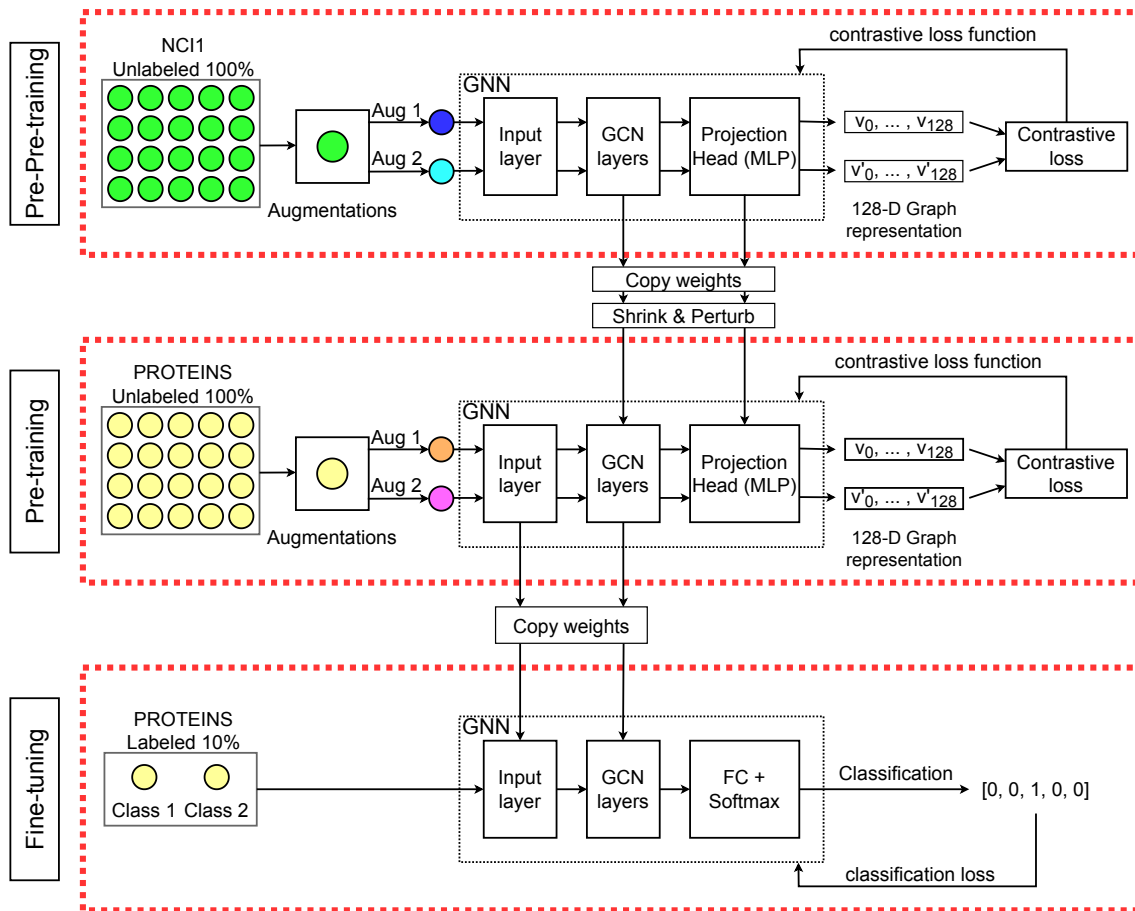 Pre-Pre-training
NCI1
Unlabeled 100%
Augmentations
Aug 1
Aug 2
GNN
Input
layer
GCN
layers
Projection
Head (MLP)
contrastive loss function
v0, ... , v128
v'0, ... , v'128
128-D Graph
representation
Contrastive
loss
Copy weights
Shrink & Perturb
Pre-training
PROTEINS
Unlabeled 100%
Augmentations
Aug 1
Aug 2
GNN
Input
layer
GCN
layers
Projection
Head (MLP)
contrastive loss function
v0, ... , v128
v'0, ... , v'128
128-D Graph
representation
Contrastive
loss
Copy weights
Fine-tuning
PROTEINS
Labeled 10%
Class 1 Class 2
GNN
Input
layer
GCN
layers
FC +
Softmax
Classification
[0, 0, 1, 0, 0]
classification loss